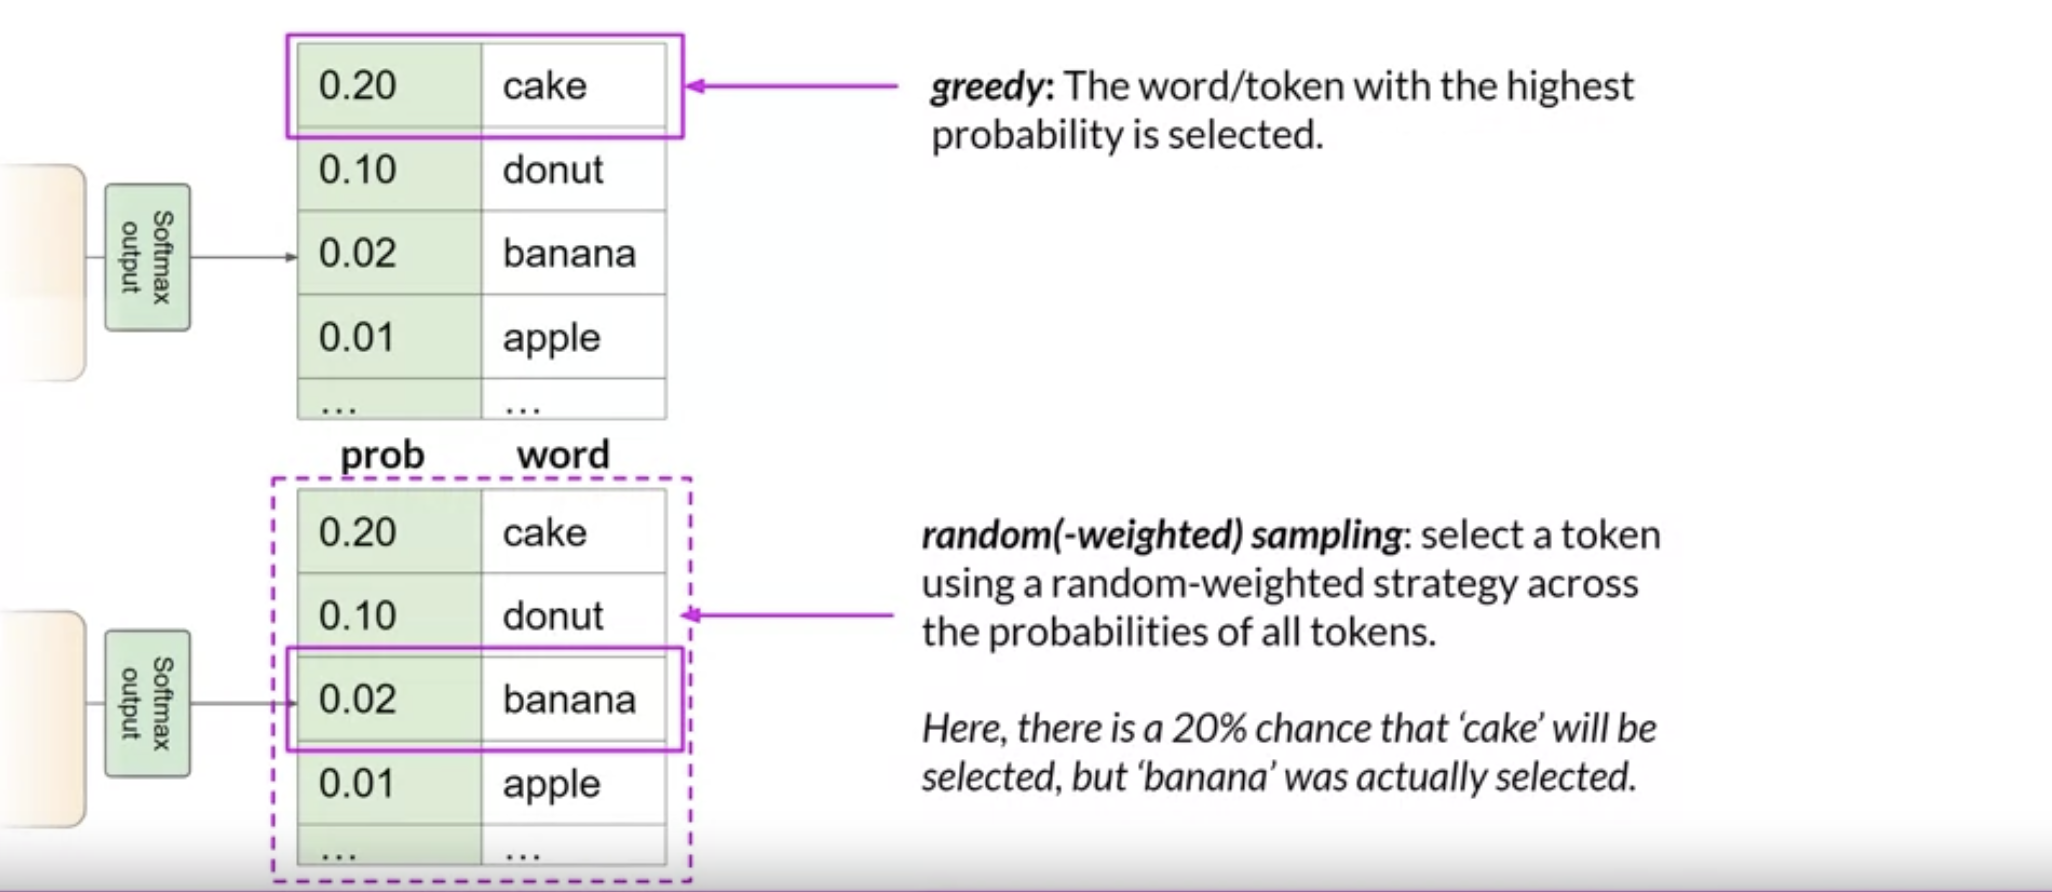 0.20 cake
0.10 donut
0.02 banana
0.01 apple
... ...
greedy: The word/token with the highest
probability is selected.
Softmax
output
prob word
0.20 cake
0.10 donut
0.02 banana
0.01 apple
... ...
random(-weighted) sampling: select a token
using a random-weighted strategy across
the probabilities of all tokens.
Here, there is a 20% chance that ‘cake’ will be
selected, but ‘banana’ was actually selected.
Softmax
output